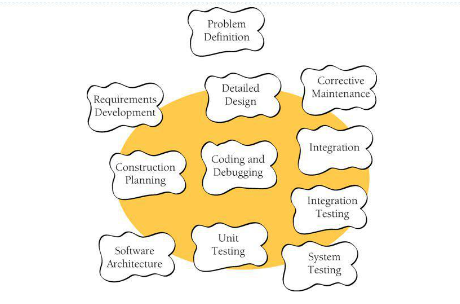 Problem
Definition
Detailed
Design
Corrective
Maintenance
Requirements
Development
Coding and
Debugging
Integration
Construction
Planning
Integration
Testing
Software
Architecture
Unit
Testing
System
Testing